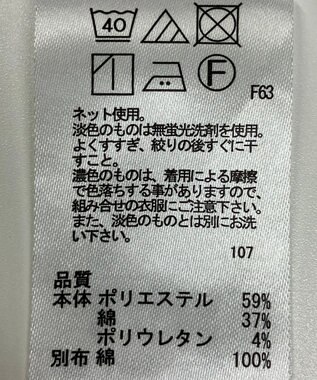 40
F
F63
ネット使用。
淡色のものは無蛍光洗剤を使用。
よくすすぎ、絞りの後すぐに干
すこと。
濃色のものは、着用による摩擦
で色落ちする事がありますので、
組み合せの衣服にご注意下さい。
また、淡色のものとは別にお洗
い下さい。
107
品質
本体 ポリエステル 59%
綿 37%
ポリウレタン 4%
別布 綿 100%